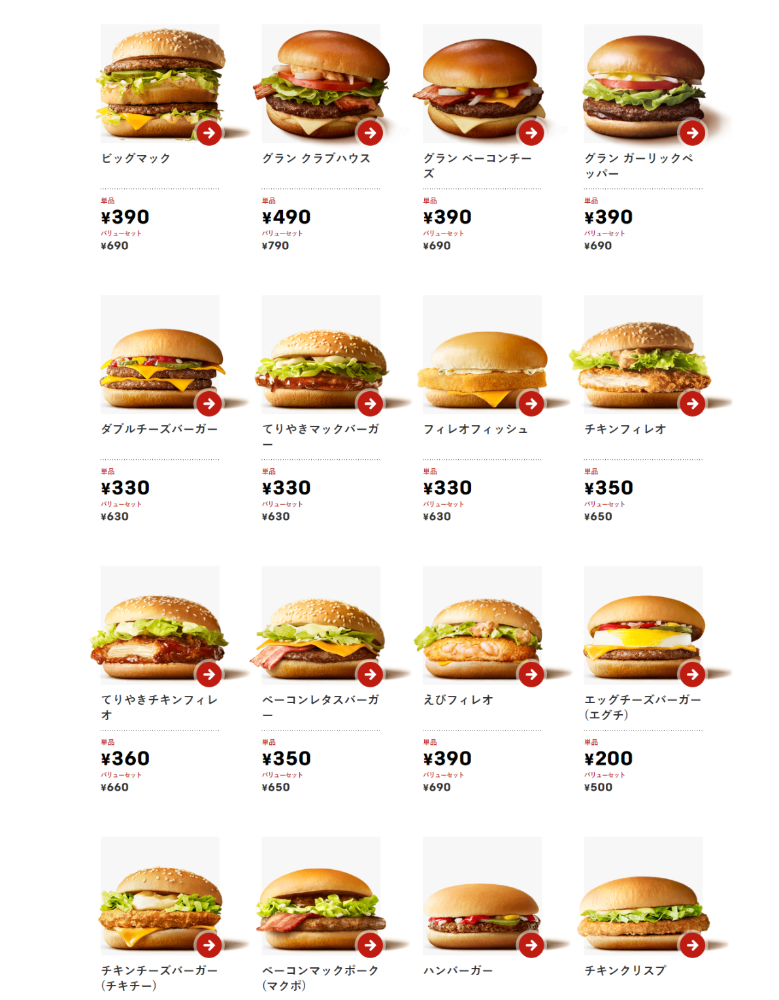 ビッグマック
単品
¥390
バリューセット
¥690
グラン クラブハウス
単品
¥490
バリューセット
¥790
グラン ベーコンチー
ズ
単品
¥390
バリューセット
¥690
グラン ガーリックペ
ッパー
単品
¥390
バリューセット
¥690
ダブルチーズバーガー
単品
¥330
バリューセット
¥630
てりやきマックバーガ
ー
単品
¥330
バリューセット
¥630
フィレオフィッシュ
単品
¥330
バリューセット
¥630
チキンフィレオ
単品
¥350
バリューセット
¥650
てりやきチキンフィレ
オ
単品
¥360
バリューセット
¥660
ベーコンレタスバーガ
ー
単品
¥350
バリューセット
¥650
えびフィレオ
単品
¥390
バリューセット
¥690
エッグチーズバーガー
(エグチ)
単品
¥200
バリューセット
¥500
チキンチーズバーガー
(チキチー)
ベーコンマックポーク
(マクポ)
ハンバーガー
チキンクリスプ